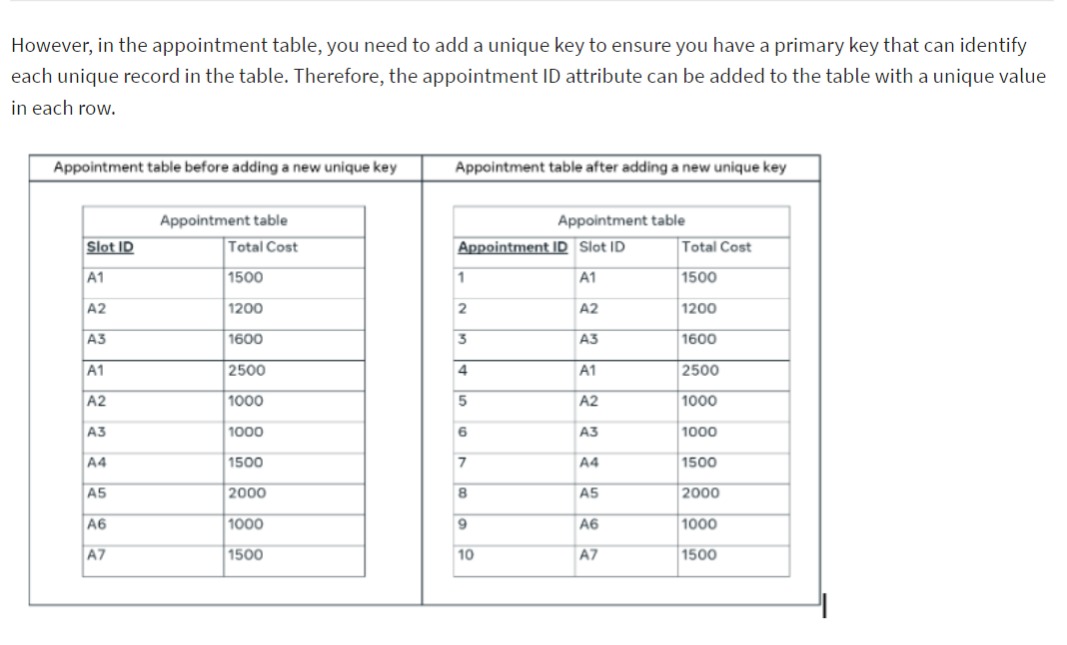 However, in the appointment table, you need to add a unique key to ensure you have a primary key that can identify
each unique record in the table. Therefore, the appointment ID attribute can be added to the table with a unique value
in each row.
Appointment table before adding a new unique key
Appointment table
Slot ID Total Cost
A1 1500
A2 1200
A3 1600
A1 2500
A2 1000
A3 1000
A4 1500
A5 2000
A6 1000
A7 1500
Appointment table after adding a new unique key
Appointment table
Appointment ID Slot ID Total Cost
1 A1 1500
2 A2 1200
3 A3 1600
4 A1 2500
5 A2 1000
6 A3 1000
7 A4 1500
8 A5 2000
9 A6 1000
10 A7 1500